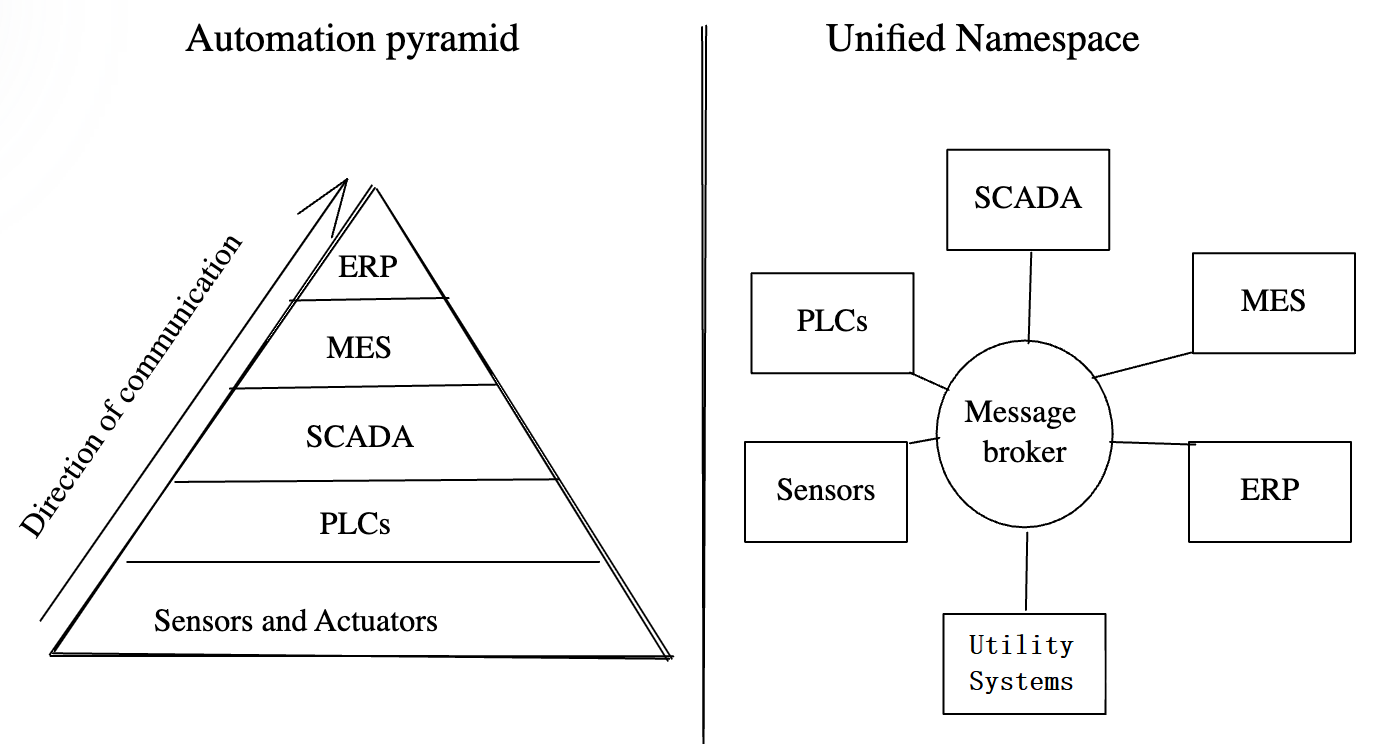 Automation pyramid
Direction of communication
ERP
MES
SCADA
PLCs
Sensors and Actuators
Unified Namespace
SCADA
PLCs
MES
Message
broker
Sensors
ERP
Utility
Systems